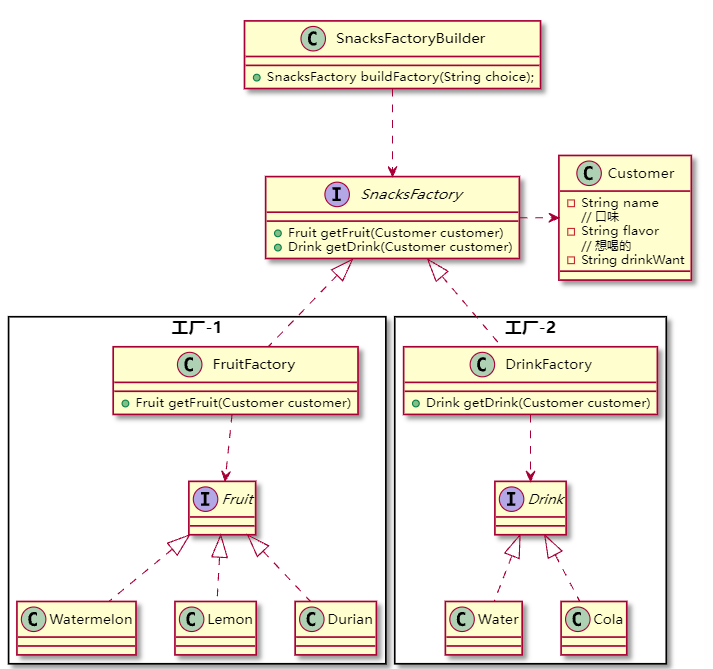 C SnacksFactoryBuilder
SnacksFactory buildFactory(String choice);
I SnacksFactory
Fruit getFruit(Customer customer)
Drink getDrink(Customer customer)
C Customer
String name
// 口味
String flavor
// 想喝的
String drinkWant
工厂-1
C FruitFactory
Fruit getFruit(Customer customer)
I Fruit
C Watermelon
C Lemon
C Durian
工厂-2
C DrinkFactory
Drink getDrink(Customer customer)
I Drink
C Water
C Cola